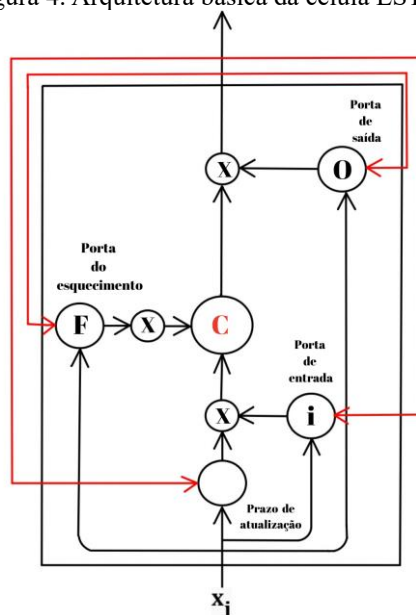 gura 4: Arquitetura básica da célula LST
Porta
de
saída
X
O
Porta
do
esquecimento
F
X
C
Porta
de
entrada
X
i
Prazo de
atualização
xi